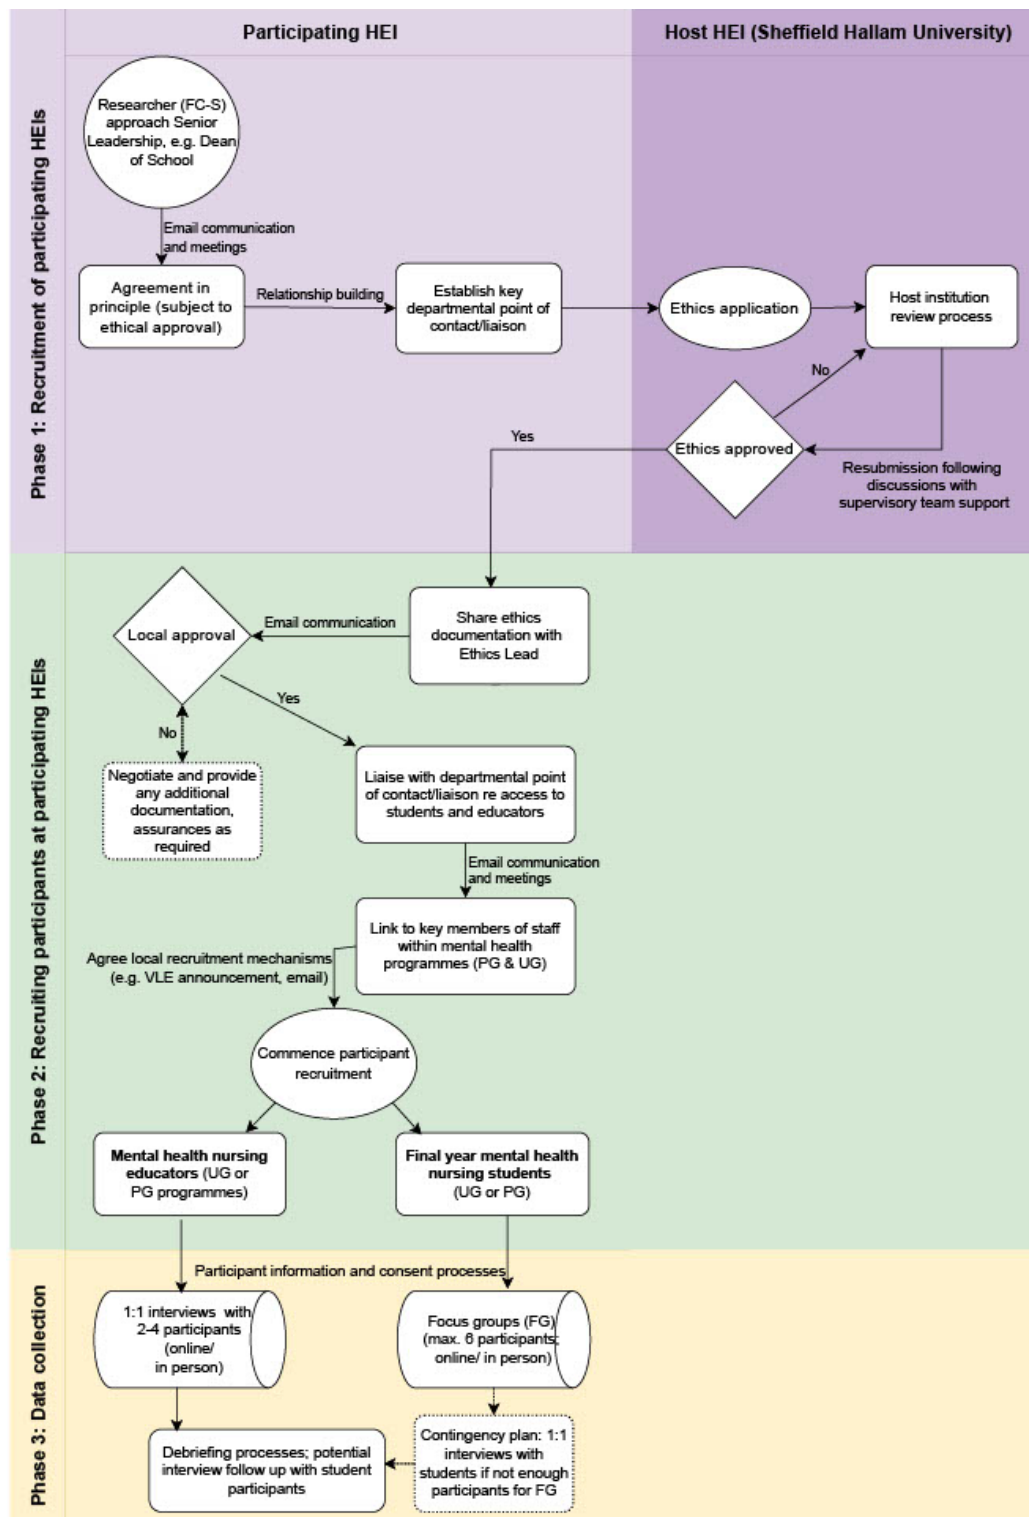 Participating HEI
Host HEI (Sheffield Hallam University)
Phase 1: Recruitment of participating HEIs
Researcher (FC-S)
approach Senior
Leadership, e.g. Dean
of School
Email communication
and meetings
Agreement in
principle (subject to
ethical approval)
Relationship building
Establish key
departmental point of
contact/liaison
Ethics application
Host institution
review process
No
Ethics approved
Yes
Resubmission following
discussions with
supervisory team support
Phase 2: Recruiting participants at participating HEIs
Share ethics
documentation with
Ethics Lead
Email communication
Local approval
Yes
No
Negotiate and provide
any additional
documentation,
assurances as
required
Liaise with departmental point
of contact/liaison re access to
students and educators
Email communication
and meetings
Link to key members of staff
within mental health
programmes (PG & UG)
Agree local recruitment mechanisms
(e.g. VLE announcement, email)
Commence participant
recruitment
Mental health nursing
educators (UG or
PG programmes)
Final year mental health
nursing students
(UG or PG)
Phase 3: Data collection
Participant information and consent processes
1:1 interviews with
2-4 participants
(online/
in person)
Focus groups (FG)
(max. 6 participants;
online/ in person)
Contingency plan: 1:1
interviews with
students if not enough
participants for FG
Debriefing processes; potential
interview follow up with student
participants